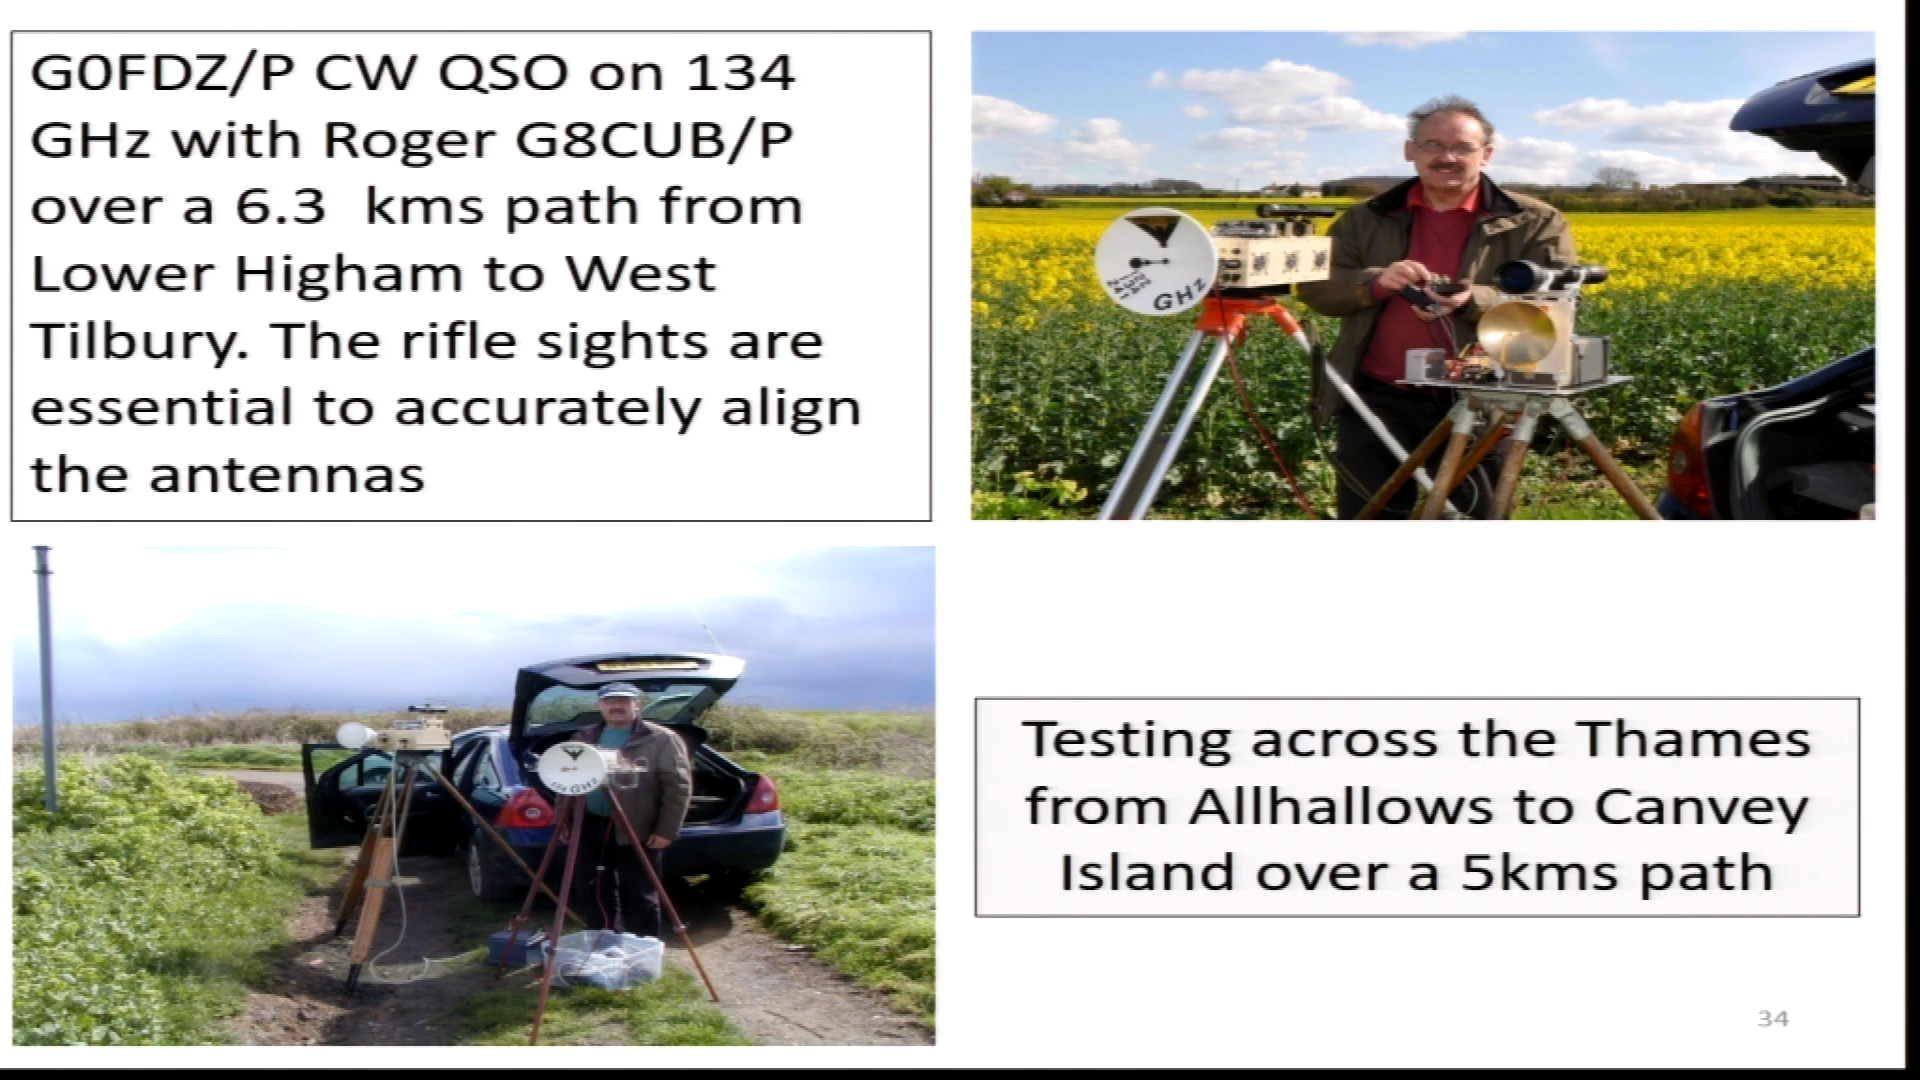 G0FDZ/P CW QSO on 134
GHz with Roger G8CUB/P
over a 6.3  kms path from
Lower Higham to West
Tilbury. The rifle sights are
essential to accurately align
the antennas
GHz
GHz
Testing across the Thames
from Allhallows to Canvey
Island over a 5kms path
34